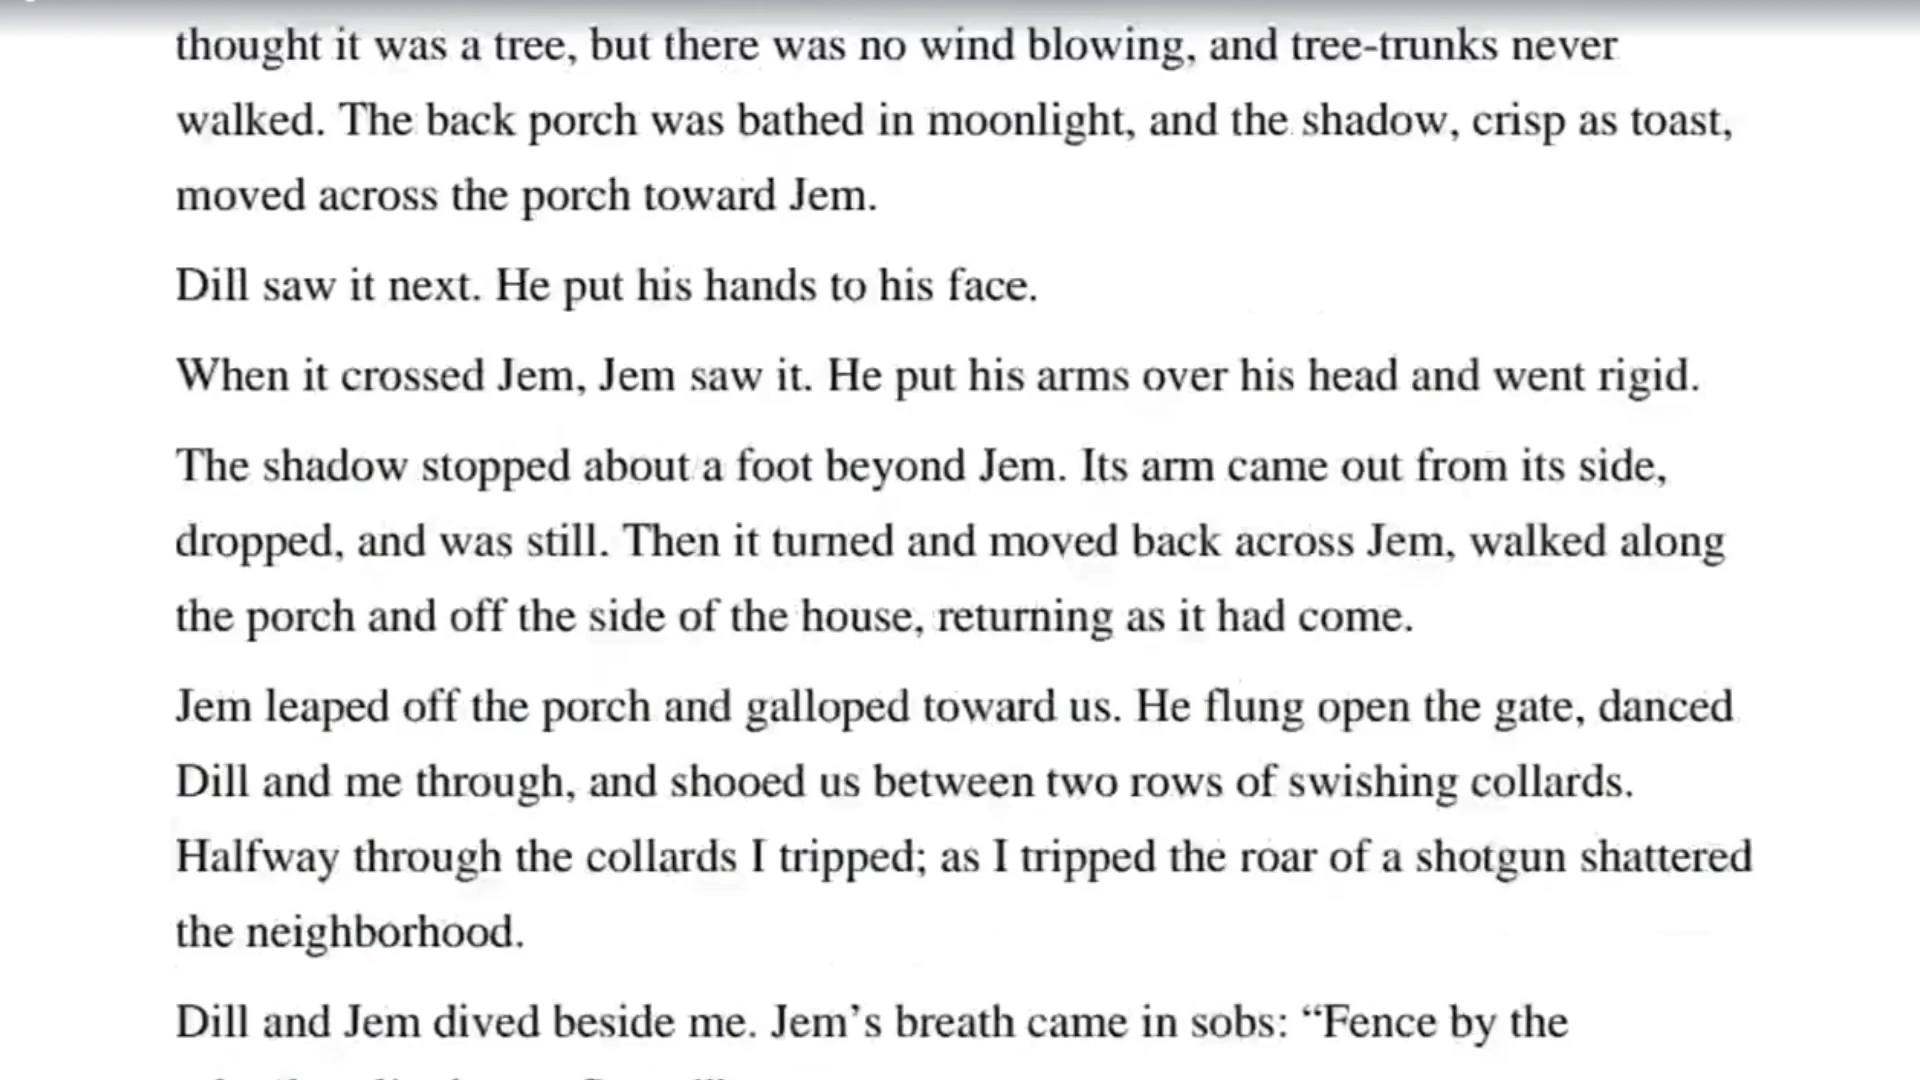 thought it was a tree, but there was no wind blowing, and tree-trunks never
walked. The back porch was bathed in moonlight, and the shadow, crisp as toast,
moved across the porch toward Jem.
Dill saw it next. He put his hands to his face.
When it crossed Jem, Jem saw it. He put his arms over his head and went rigid.
The shadow stopped about a foot beyond Jem. Its arm came out from its side,
dropped, and was still. Then it turned and moved back across Jem, walked along
the porch and off the side of the house, returning as it had come.
Jem leaped off the porch and galloped toward us. He flung open the gate, danced
Dill and me through, and shooed us between two rows of swishing collards.
Halfway through the collards I tripped; as I tripped the roar of a shotgun shattered
the neighborhood.
Dill and Jem dived beside me. Jem’s breath came in sobs: “Fence by the